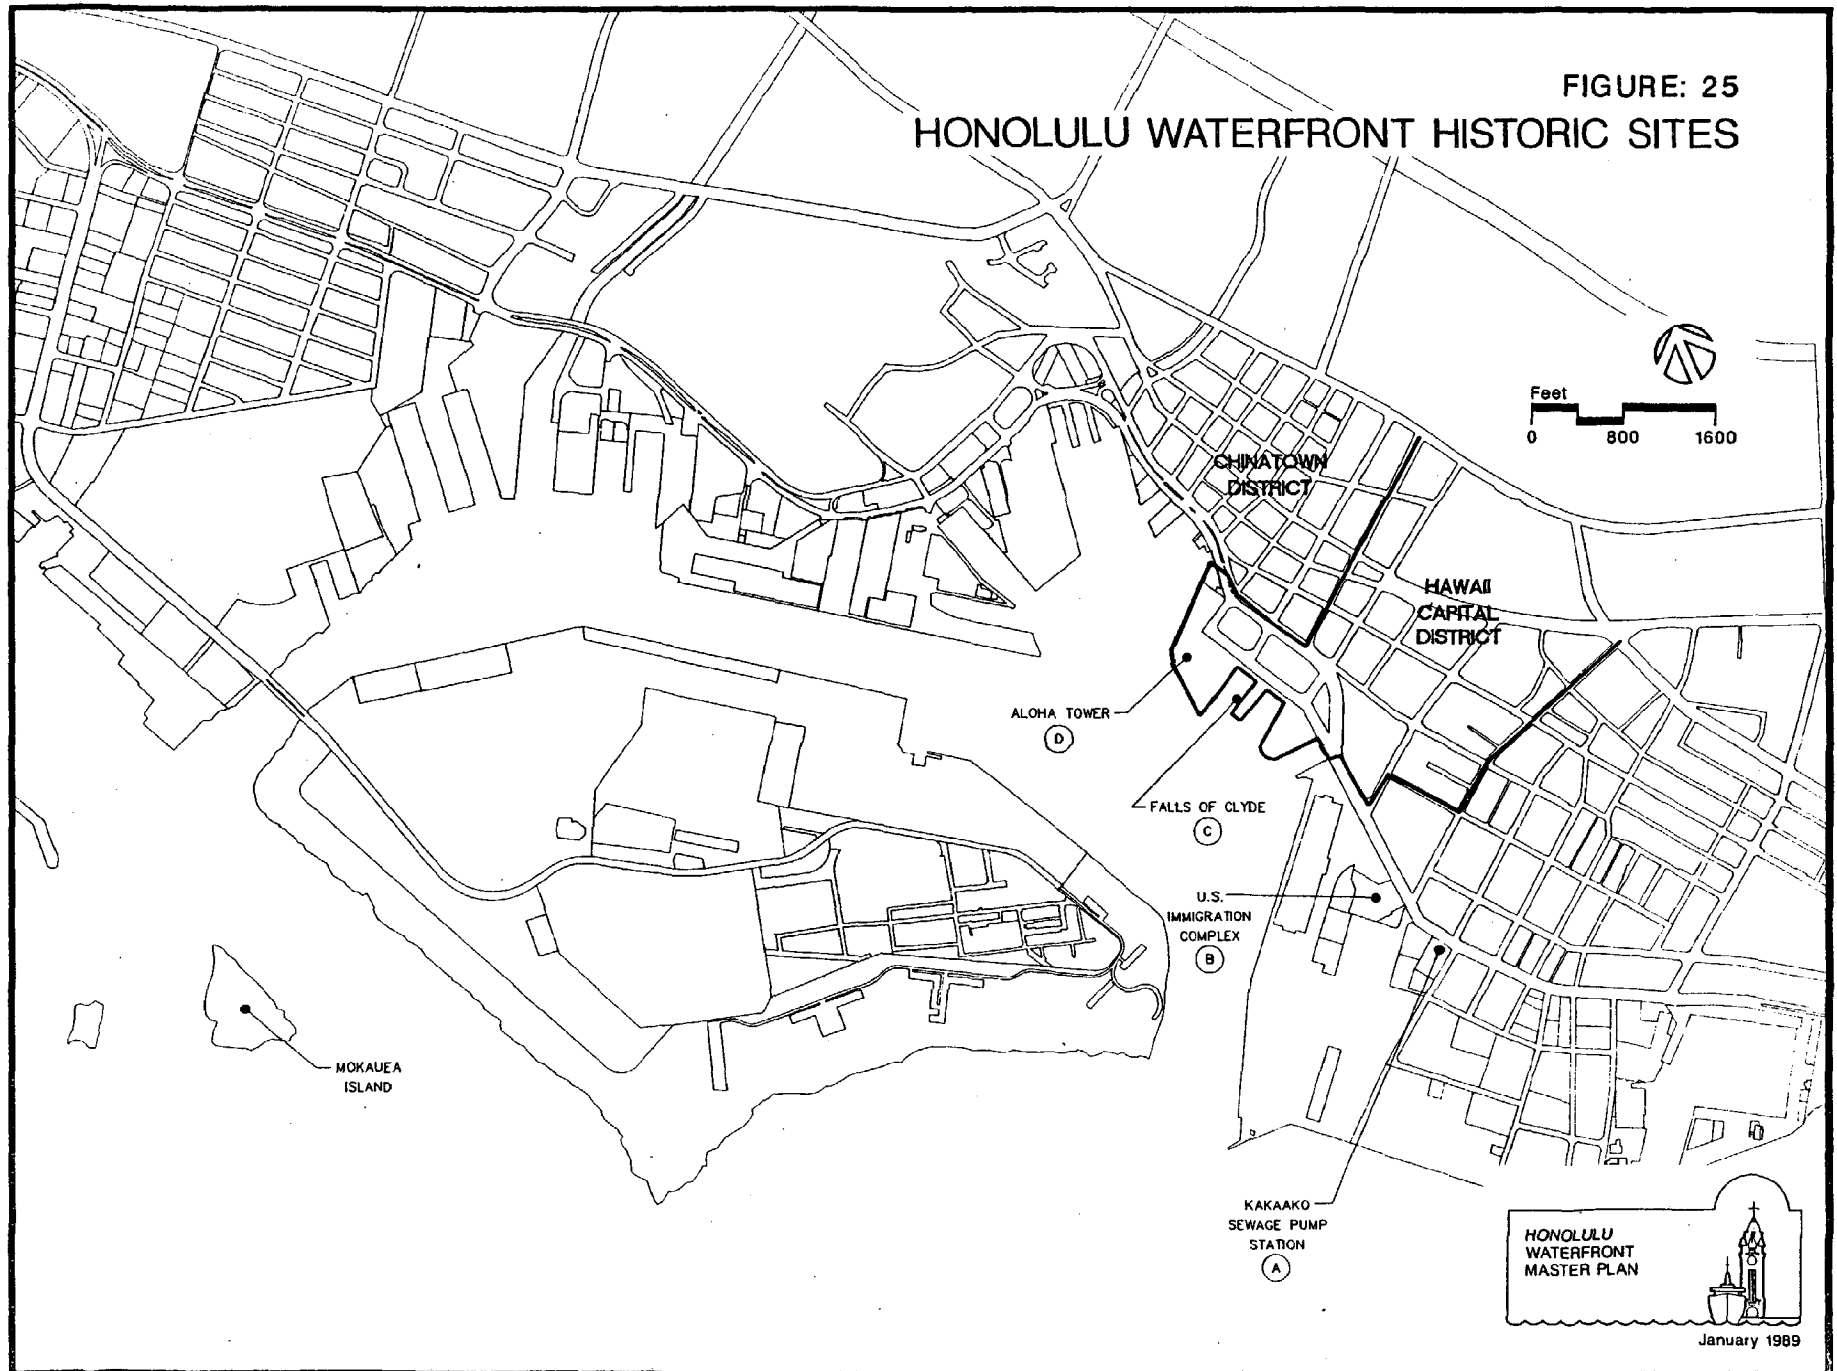 FIGURE: 25
HONOLULU WATERFRONT HISTORIC SITES
Feet
0 800 1600
CHINATOWN
DISTRICT
HAWAII
CAPITAL
DISTRICT
ALOHA TOWER
D
FALLS OF CLYDE
C
U.S.
IMMIGRATION
COMPLEX
B
MOKAUEA
ISLAND
KAKAAKO
SEWAGE PUMP
STATION
A
HONOLULU
WATERFRONT
MASTER PLAN
January 1989